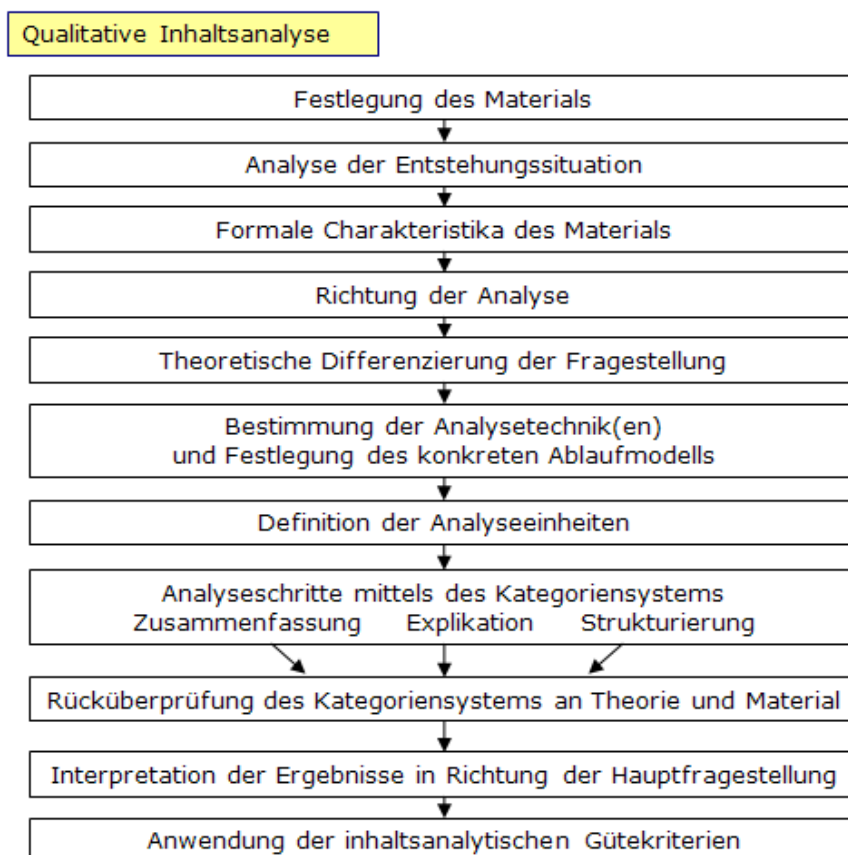 Qualitative Inhaltsanalyse
Festlegung des Materials
Analyse der Entstehungssituation
Formale Charakteristika des Materials
Richtung der Analyse
Theoretische Differenzierung der Fragestellung
Bestimmung der Analysetechnik(en)
und Festlegung des konkreten Ablaufmodells
Definition der Analyseeinheiten
Analyseschritte mittels des Kategoriensystems
Zusammenfassung Explikation Strukturierung
Rücküberprüfung des Kategoriensystems an Theorie und Material
Interpretation der Ergebnisse in Richtung der Hauptfragestellung
Anwendung der inhaltsanalytischen Gütekriterien